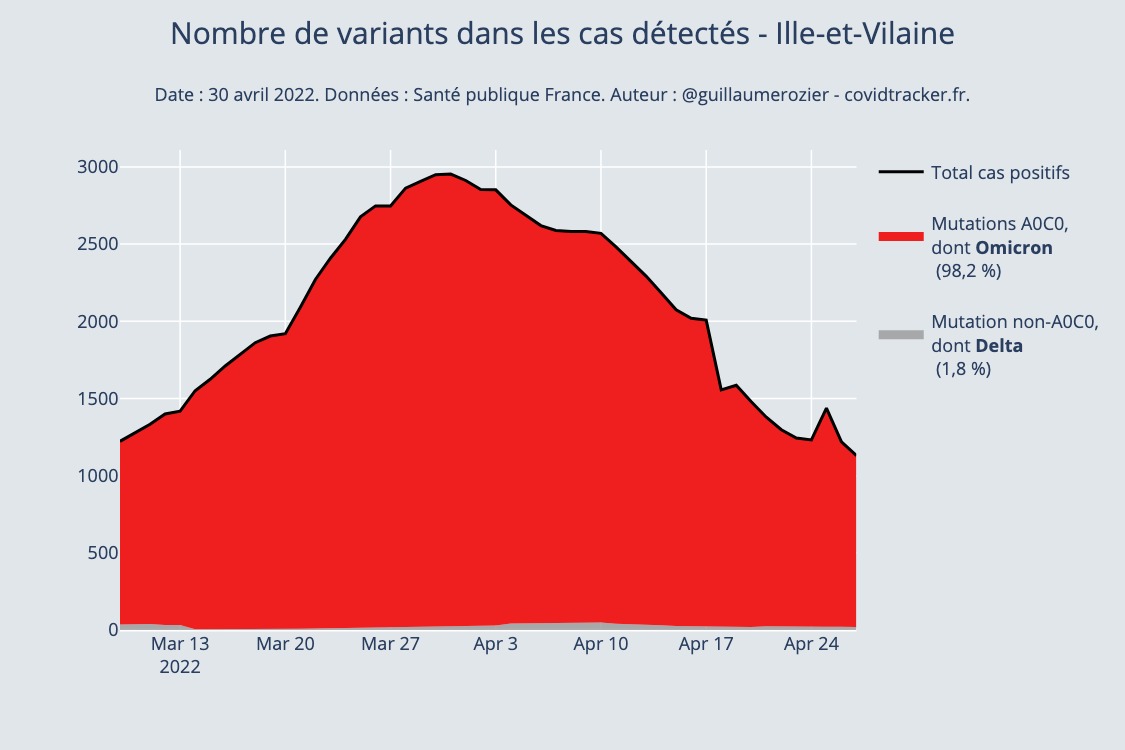 Nombre de variants dans les cas détectés - Ille-et-Vilaine
Date : 30 avril 2022. Données : Santé publique France. Auteur : @guillaumerozier - covidtracker.fr.
3000
2500
2000
1500
1000
500
0
Mar 13
2022
Mar 20
Mar 27
Apr 3
Apr 10
Apr 17
Apr 24
Total cas positifs
Mutations A0C0,
dont Omicron
(98,2 %)
Mutation non-A0C0,
dont Delta
(1,8 %)